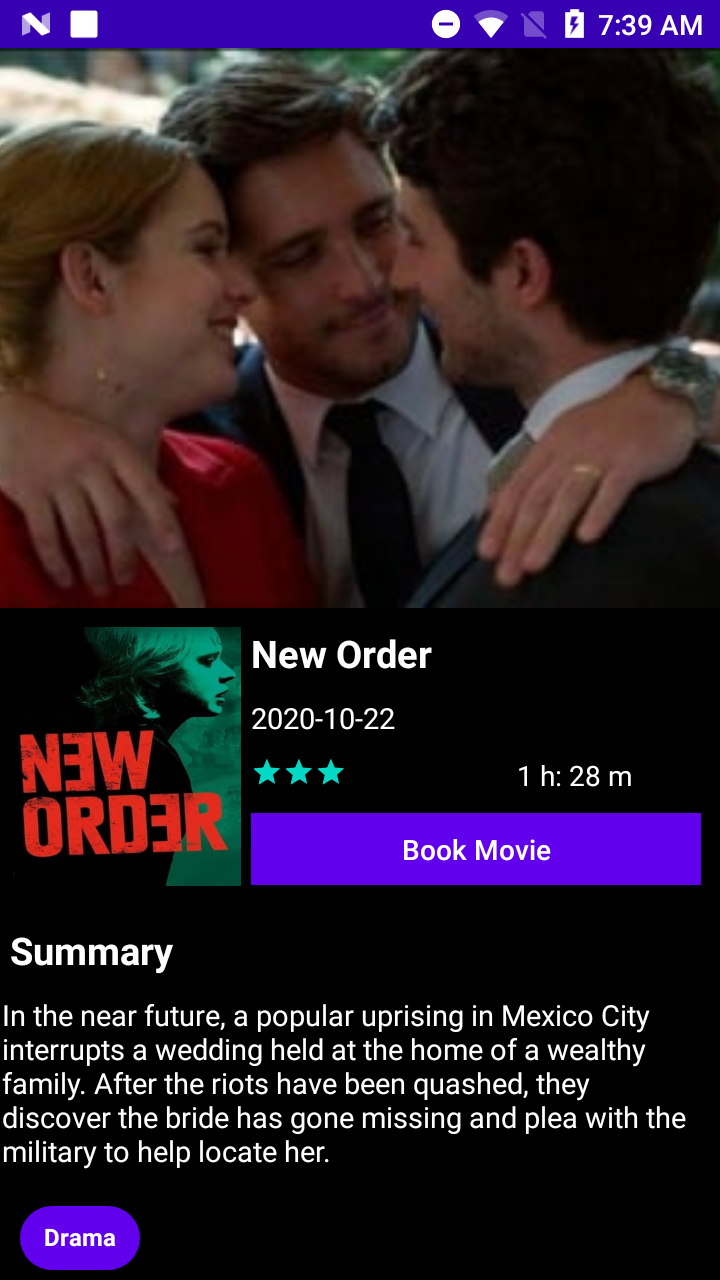 7:39 AM
NEW
ORDER
New Order
2020-10-22
1 h: 28 m
Book Movie
Summary
In the near future, a popular uprising in Mexico City
interrupts a wedding held at the home of a wealthy
family. After the riots have been quashed, they
discover the bride has gone missing and plea with the
military to help locate her.
Drama